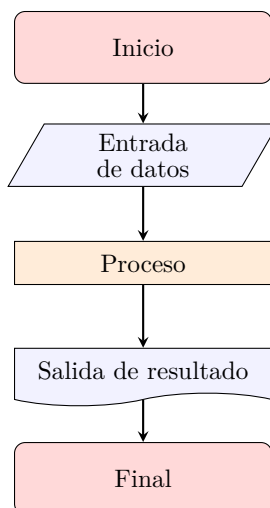 Inicio
Entrada
de datos
Proceso
Salida de resultado
Final